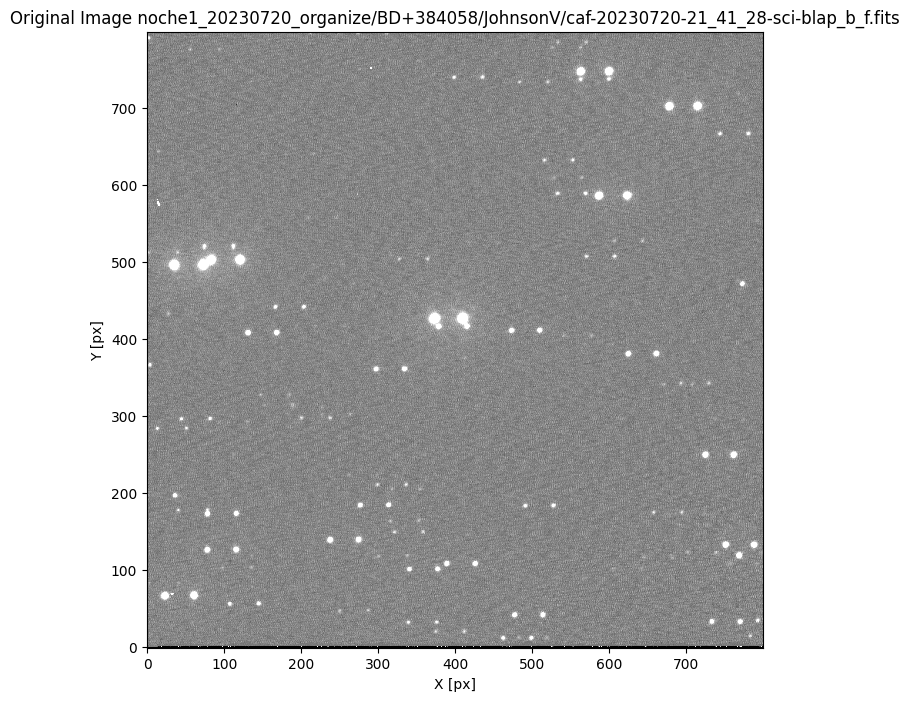 Original Image noche1_20230720_organize/BD+384058/JohnsonV/caf-20230720-21_41_28-sci-blap_b_f.fits
700
600
500
400
300
200
100
0
Y [px]
0 100 200 300 400 500 600 700
X [px]